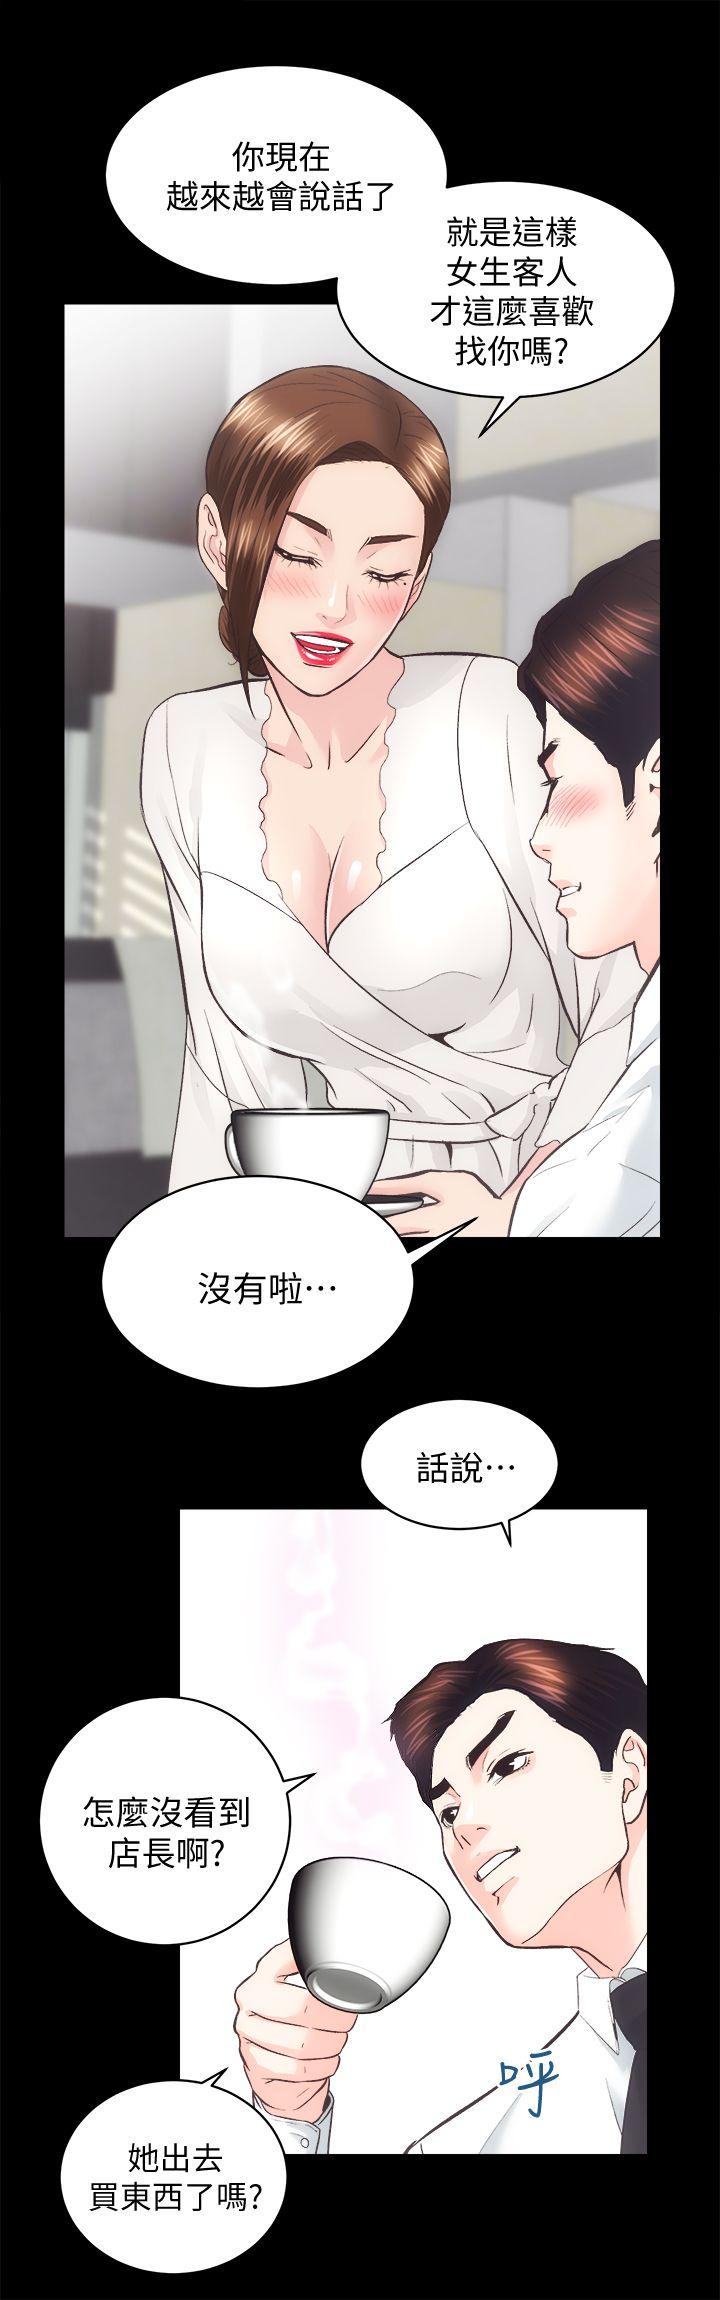 你現在
越來越會說話了
就是這樣
女生客人
才這麼喜歡
找你嗎?
沒有啦⋯
話說⋯
怎麼沒看到
店長啊?
呼
她出去
買東西了嗎?